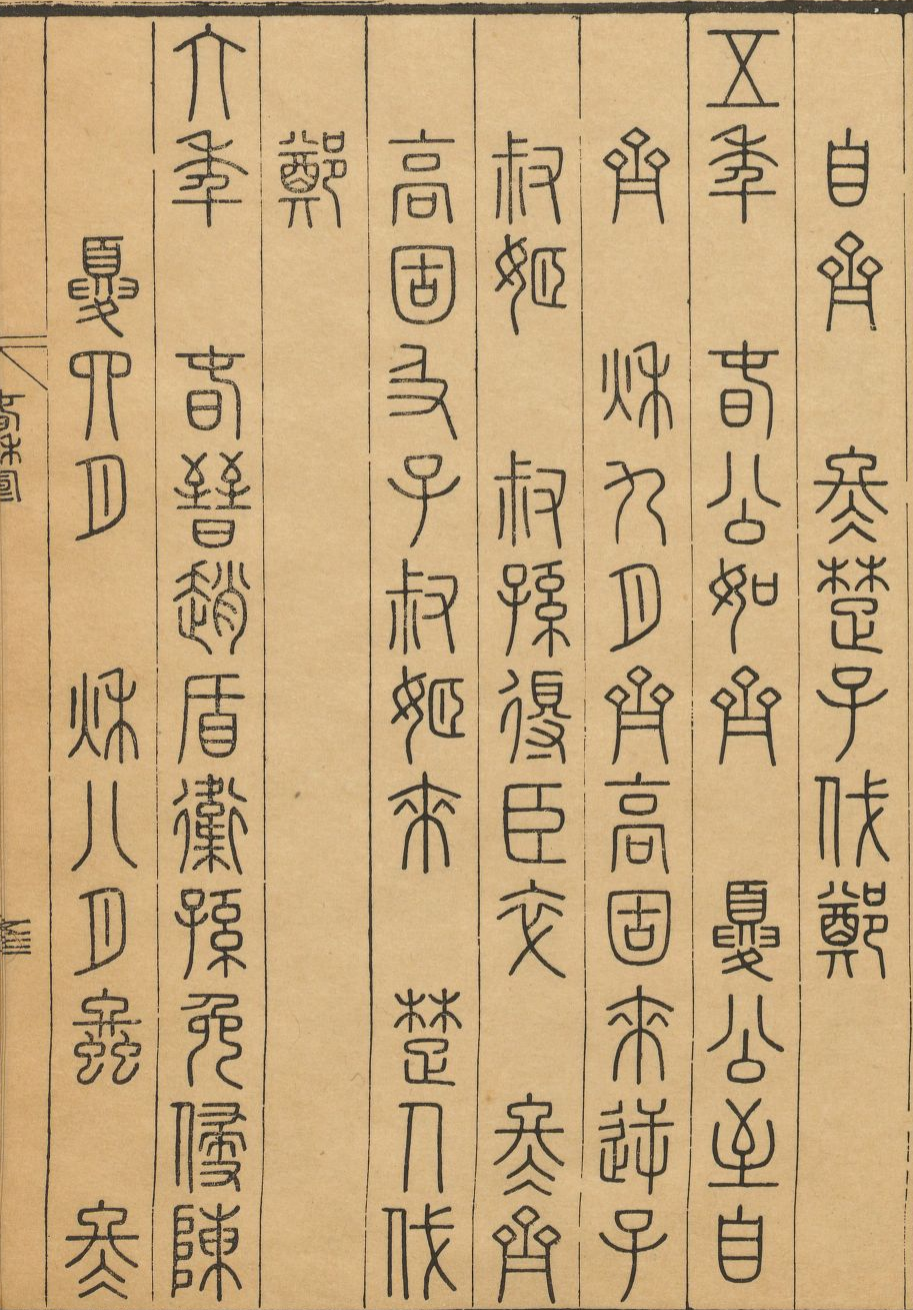 自齊 冬楚子伐鄭
五年 春公如齊 夏公至自
齊 秋九月齊高固來逆子
叔姬 叔孫得臣卒 冬齊
高固及子叔姬來 楚人伐
鄭
六年 春晉趙盾衞孫免侵陳
夏四月 秋八月螽 冬